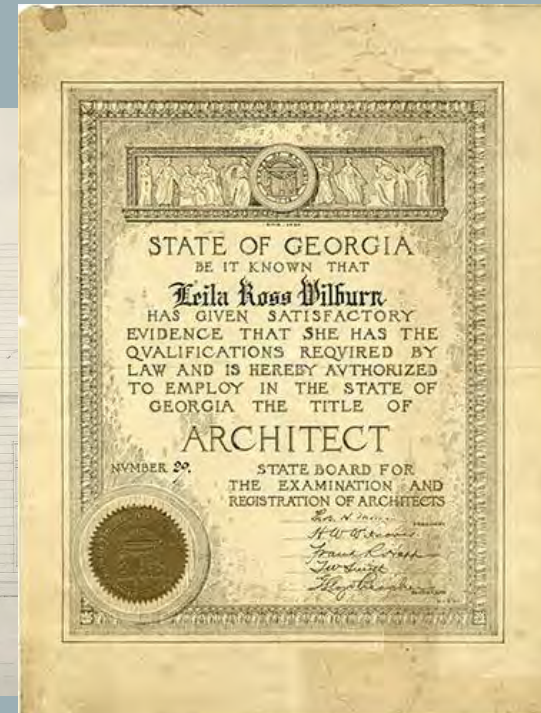 STATE OF GEORGIA
BE IT KNOWN THAT
Leila Ross Wilburn
HAS GIVEN SATISFACTORY
EVIDENCE THAT SHE HAS THE
QVALIFICATIONS REQVIRED BY
LAW AND IS HEREBY AVTHORIZED
TO EMPLOY IN THE STATE OF
GEORGIA THE TITLE OF
ARCHITECT
NVMBER 29.
STATE BOARD FOR
THE EXAMINATION AND
REGISTRATION OF ARCHITECTS